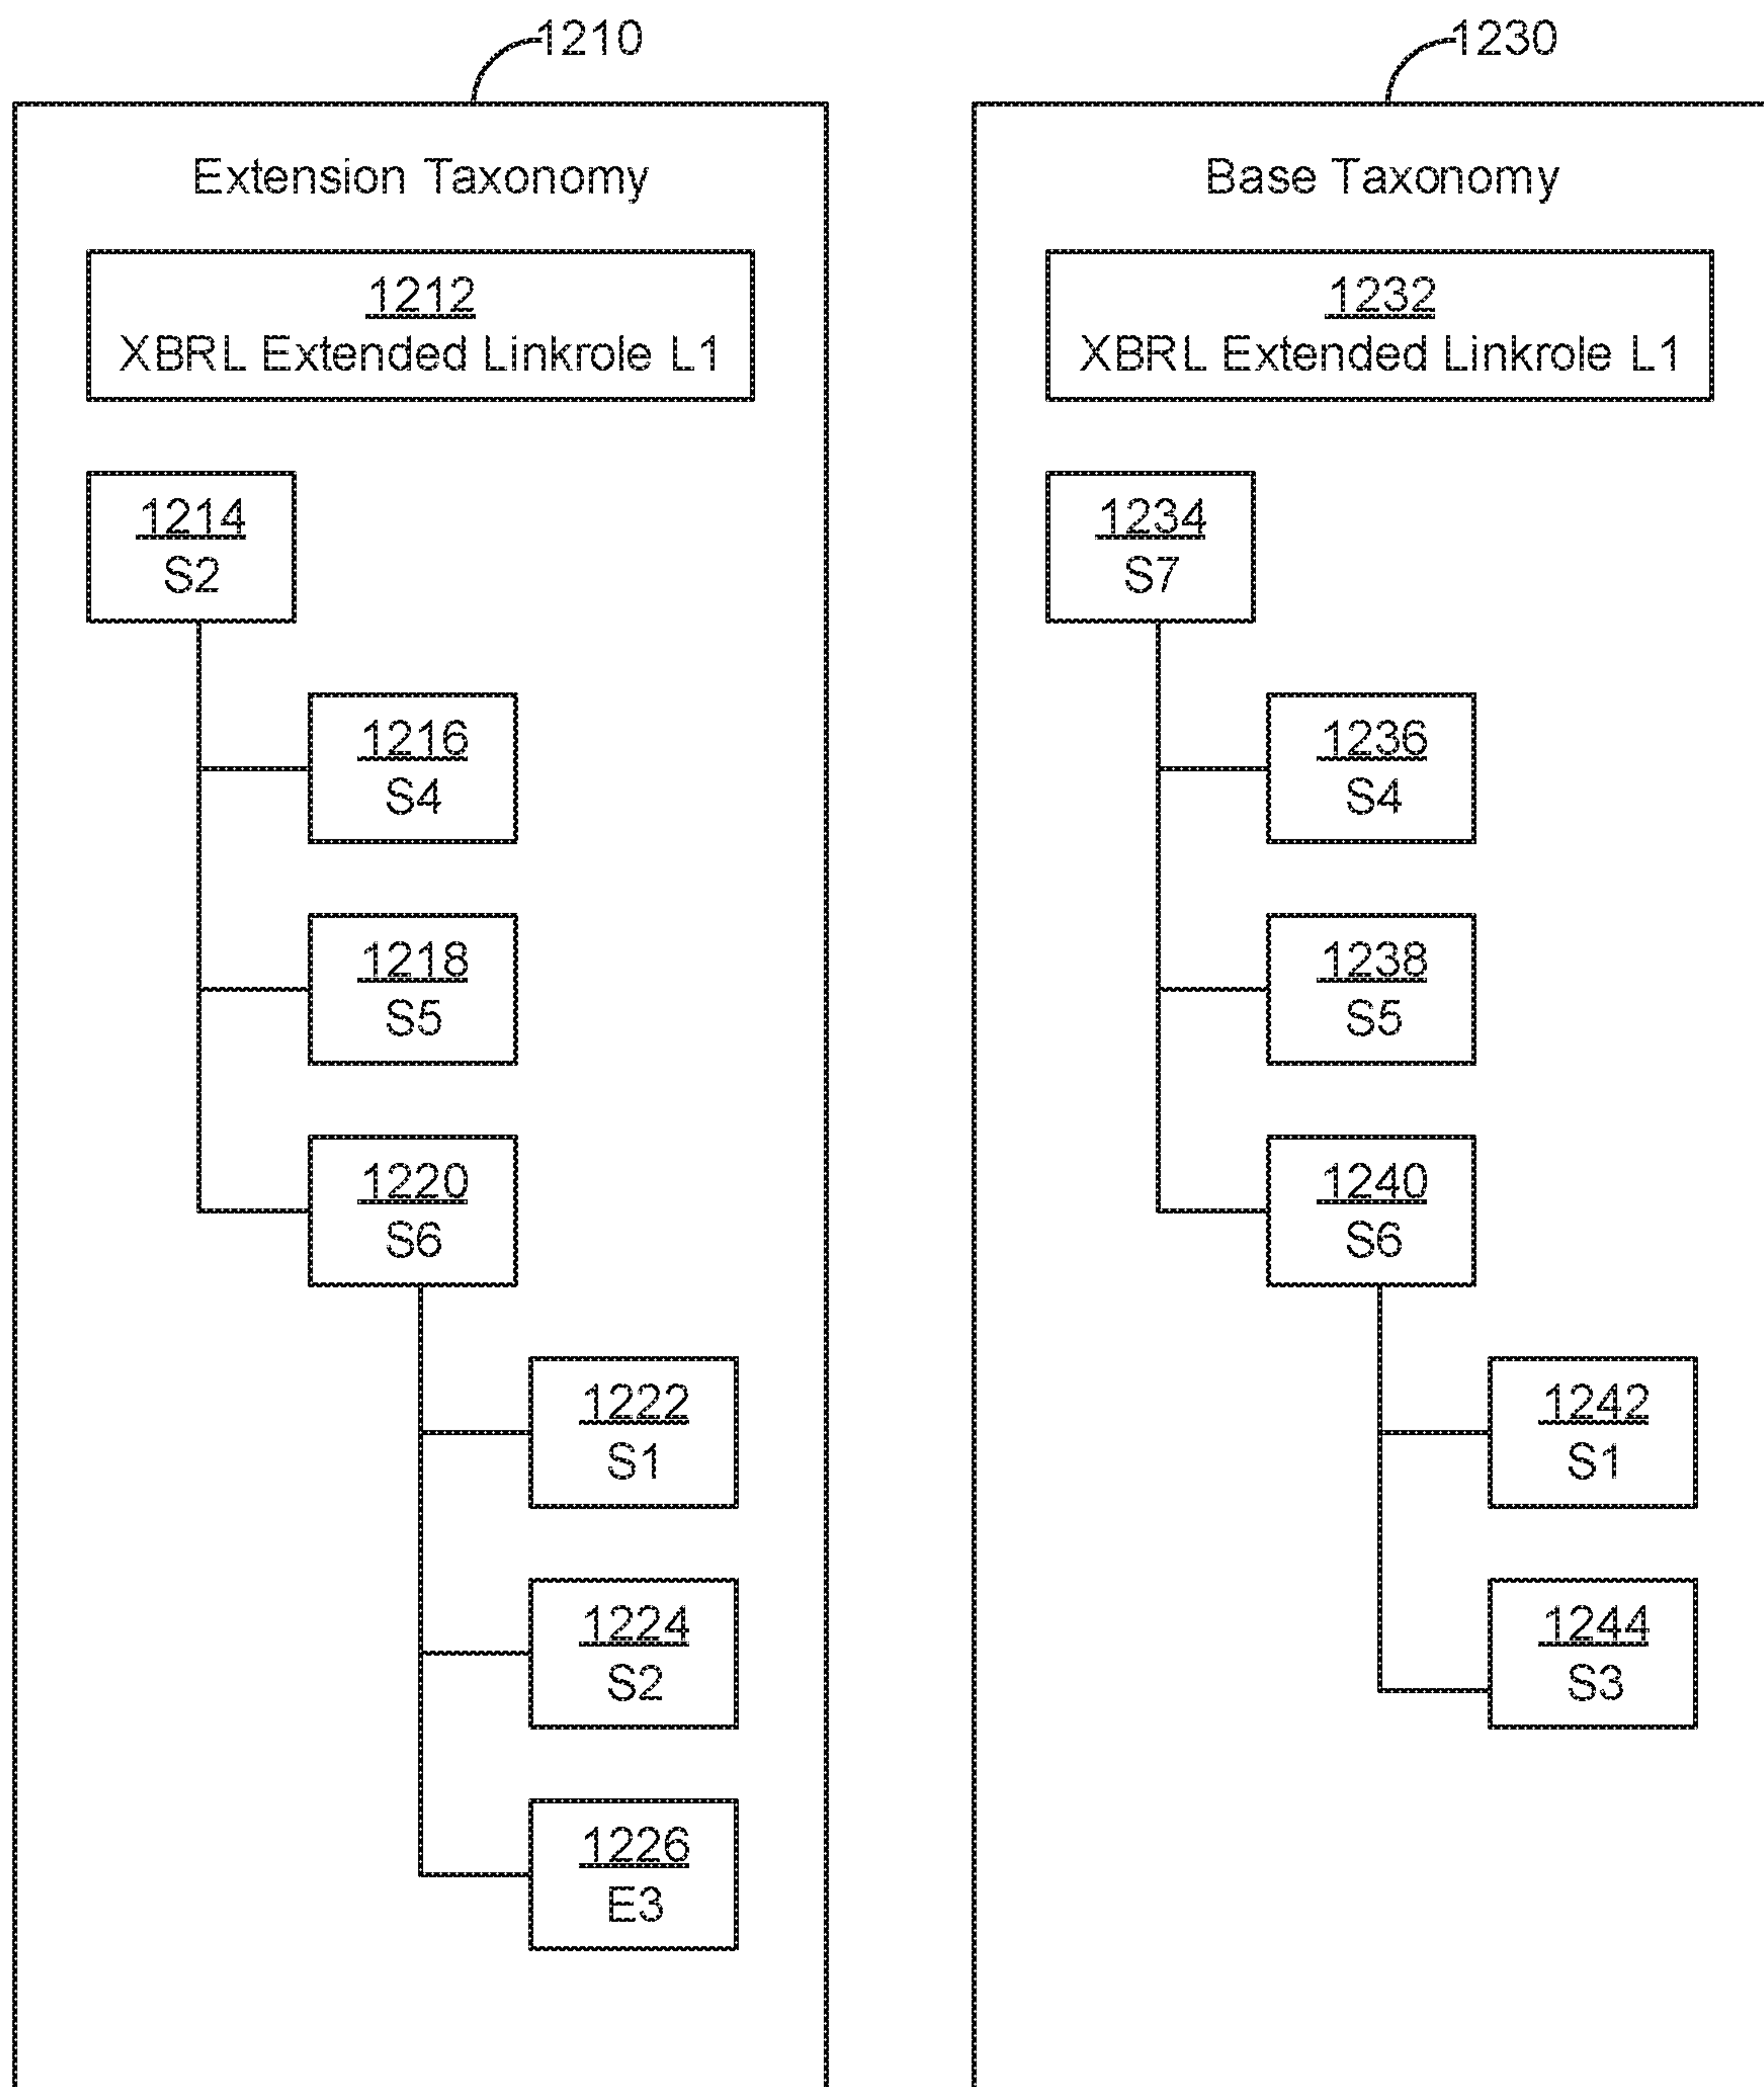 1210
Extension Taxonomy
1212
XBRL Extended Linkrole L1
1214
S2
1216
S4
1218
S5
1220
S6
1222
S1
1224
S2
1226
E3
1230
Base Taxonomy
1232
XBRL Extended Linkrole L1
1234
S7
1236
S4
1238
S5
1240
S6
1242
S1
1244
S3